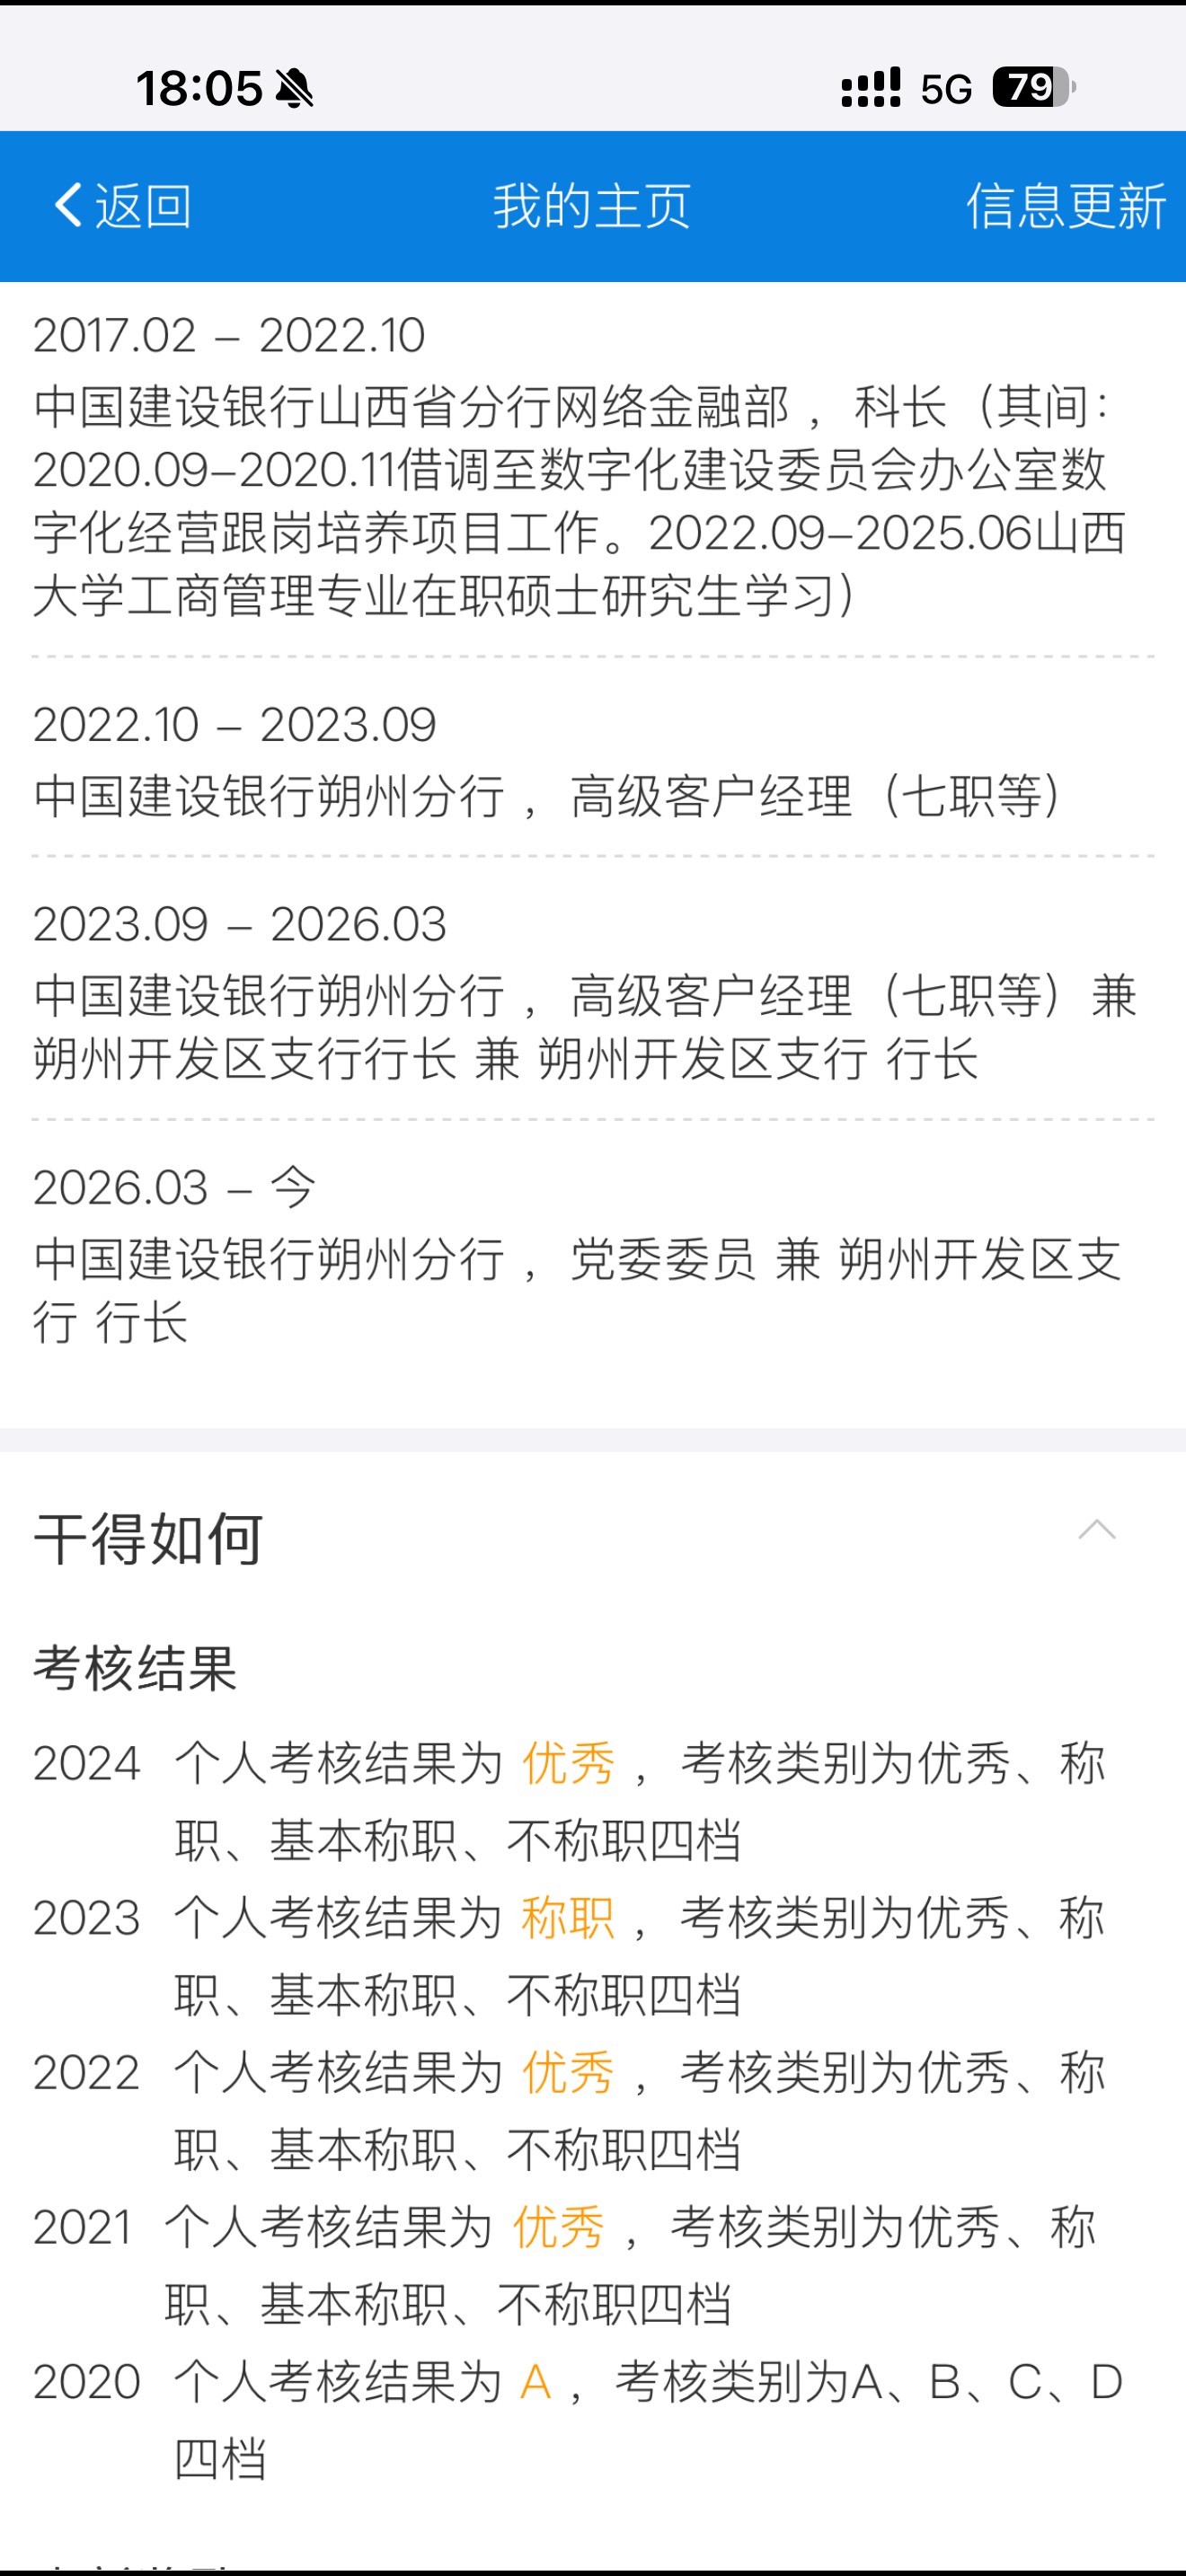 18:05
5G 79
返回 我的主页 信息更新
2017.02 – 2022.10
中国建设银行山西省分行网络金融部 ，科长（其间：
2020.09–2020.11借调至数字化建设委员会办公室数
字化经营跟岗培养项目工作。2022.09–2025.06山西
大学工商管理专业在职硕士研究生学习）
2022.10 – 2023.09
中国建设银行朔州分行 ，高级客户经理（七职等）
2023.09 – 2026.03
中国建设银行朔州分行 ，高级客户经理（七职等）兼
朔州开发区支行行长 兼 朔州开发区支行 行长
2026.03 – 今
中国建设银行朔州分行 ，党委委员 兼 朔州开发区支
行 行长
干得如何
考核结果
2024 个人考核结果为 优秀 ，考核类别为优秀、称
职、基本称职、不称职四档
2023 个人考核结果为 称职 ，考核类别为优秀、称
职、基本称职、不称职四档
2022 个人考核结果为 优秀 ，考核类别为优秀、称
职、基本称职、不称职四档
2021 个人考核结果为 优秀 ，考核类别为优秀、称
职、基本称职、不称职四档
2020 个人考核结果为 A ，考核类别为A、B、C、D
四档